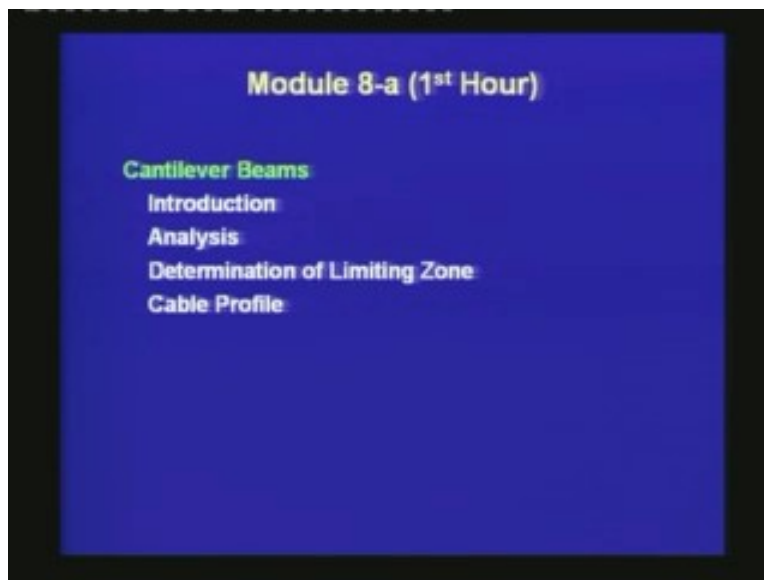 Module 8-a (1st Hour)
Cantilever Beams
Introduction
Analysis
Determination of Limiting Zone
Cable Profile